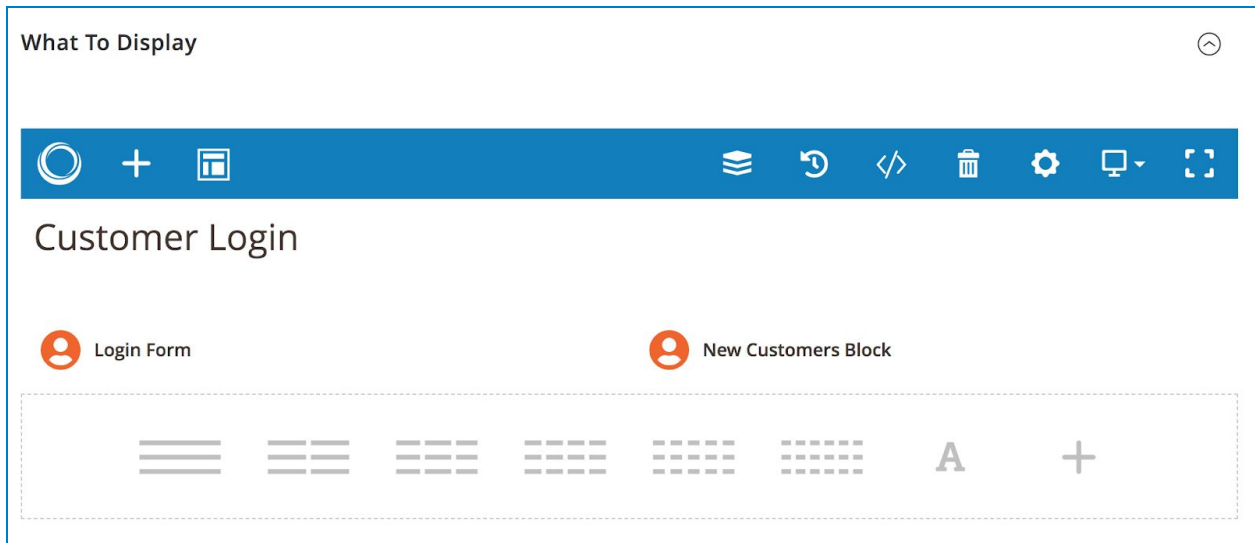 What To Display
Customer Login
Login Form
New Customers Block
A